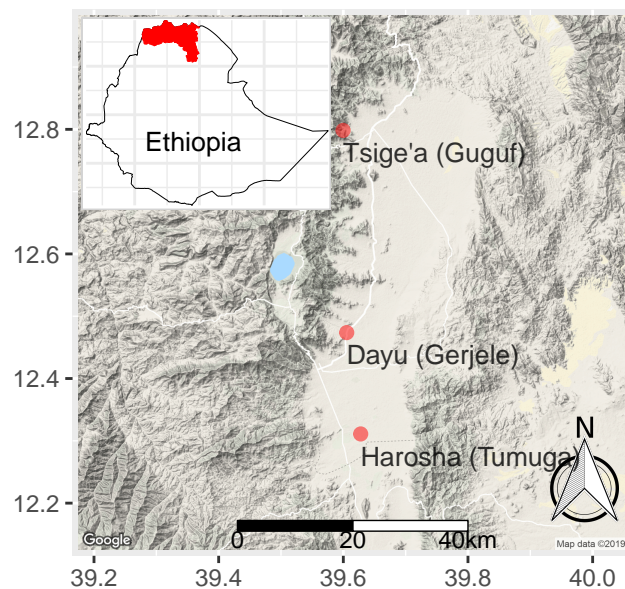 Ethiopia
12.8
Tsige'a (Guguf)
12.6
Dayu (Gerjele)
12.4
N
Harosha (Tumuga)
12.2
0 20 40km
Google
Map data ©2019
39.2 39.4 39.6 39.8 40.0